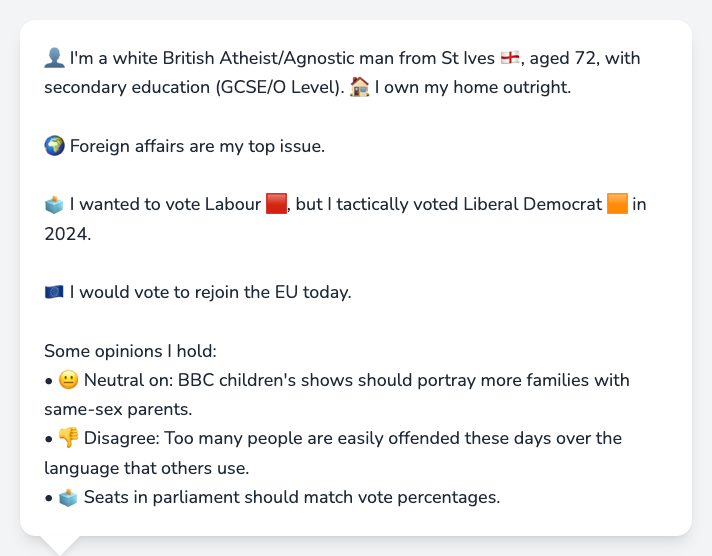 👤 I'm a white British Atheist/Agnostic man from St Ives 🏴󠁧󠁢󠁥󠁮󠁧󠁿, aged 72, with
secondary education (GCSE/O Level). 🏠 I own my home outright.
🌍 Foreign affairs are my top issue.
🗳️ I wanted to vote Labour 🟥, but I tactically voted Liberal Democrat 🟧 in
2024.
🇪🇺 I would vote to rejoin the EU today.
Some opinions I hold:
• 😐 Neutral on: BBC children's shows should portray more families with
same-sex parents.
• 👎 Disagree: Too many people are easily offended these days over the
language that others use.
• 🗳️ Seats in parliament should match vote percentages.